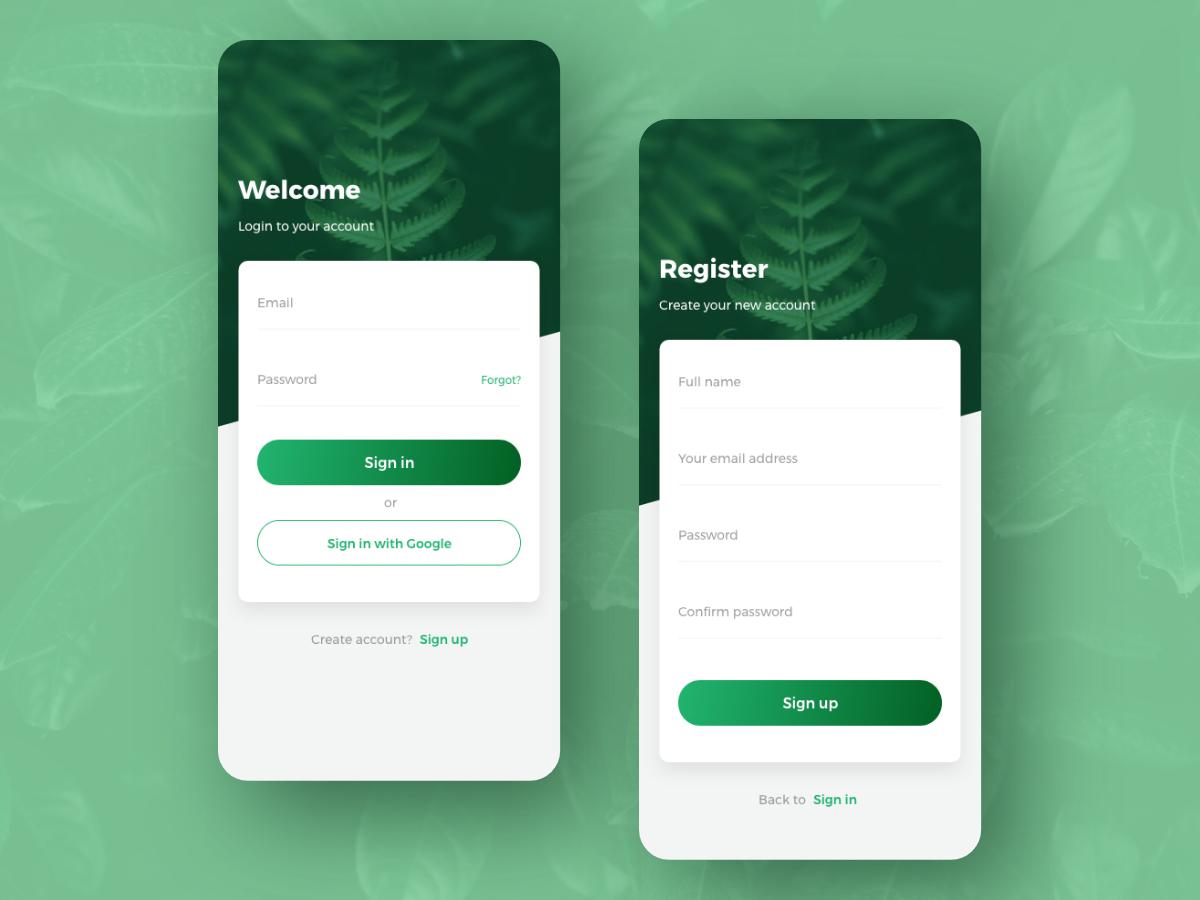 Welcome
Login to your account
Email
Password
Forgot?
Sign in
or
Sign in with Google
Create account? Sign up
Register
Create your new account
Full name
Your email address
Password
Confirm password
Sign up
Back to Sign in